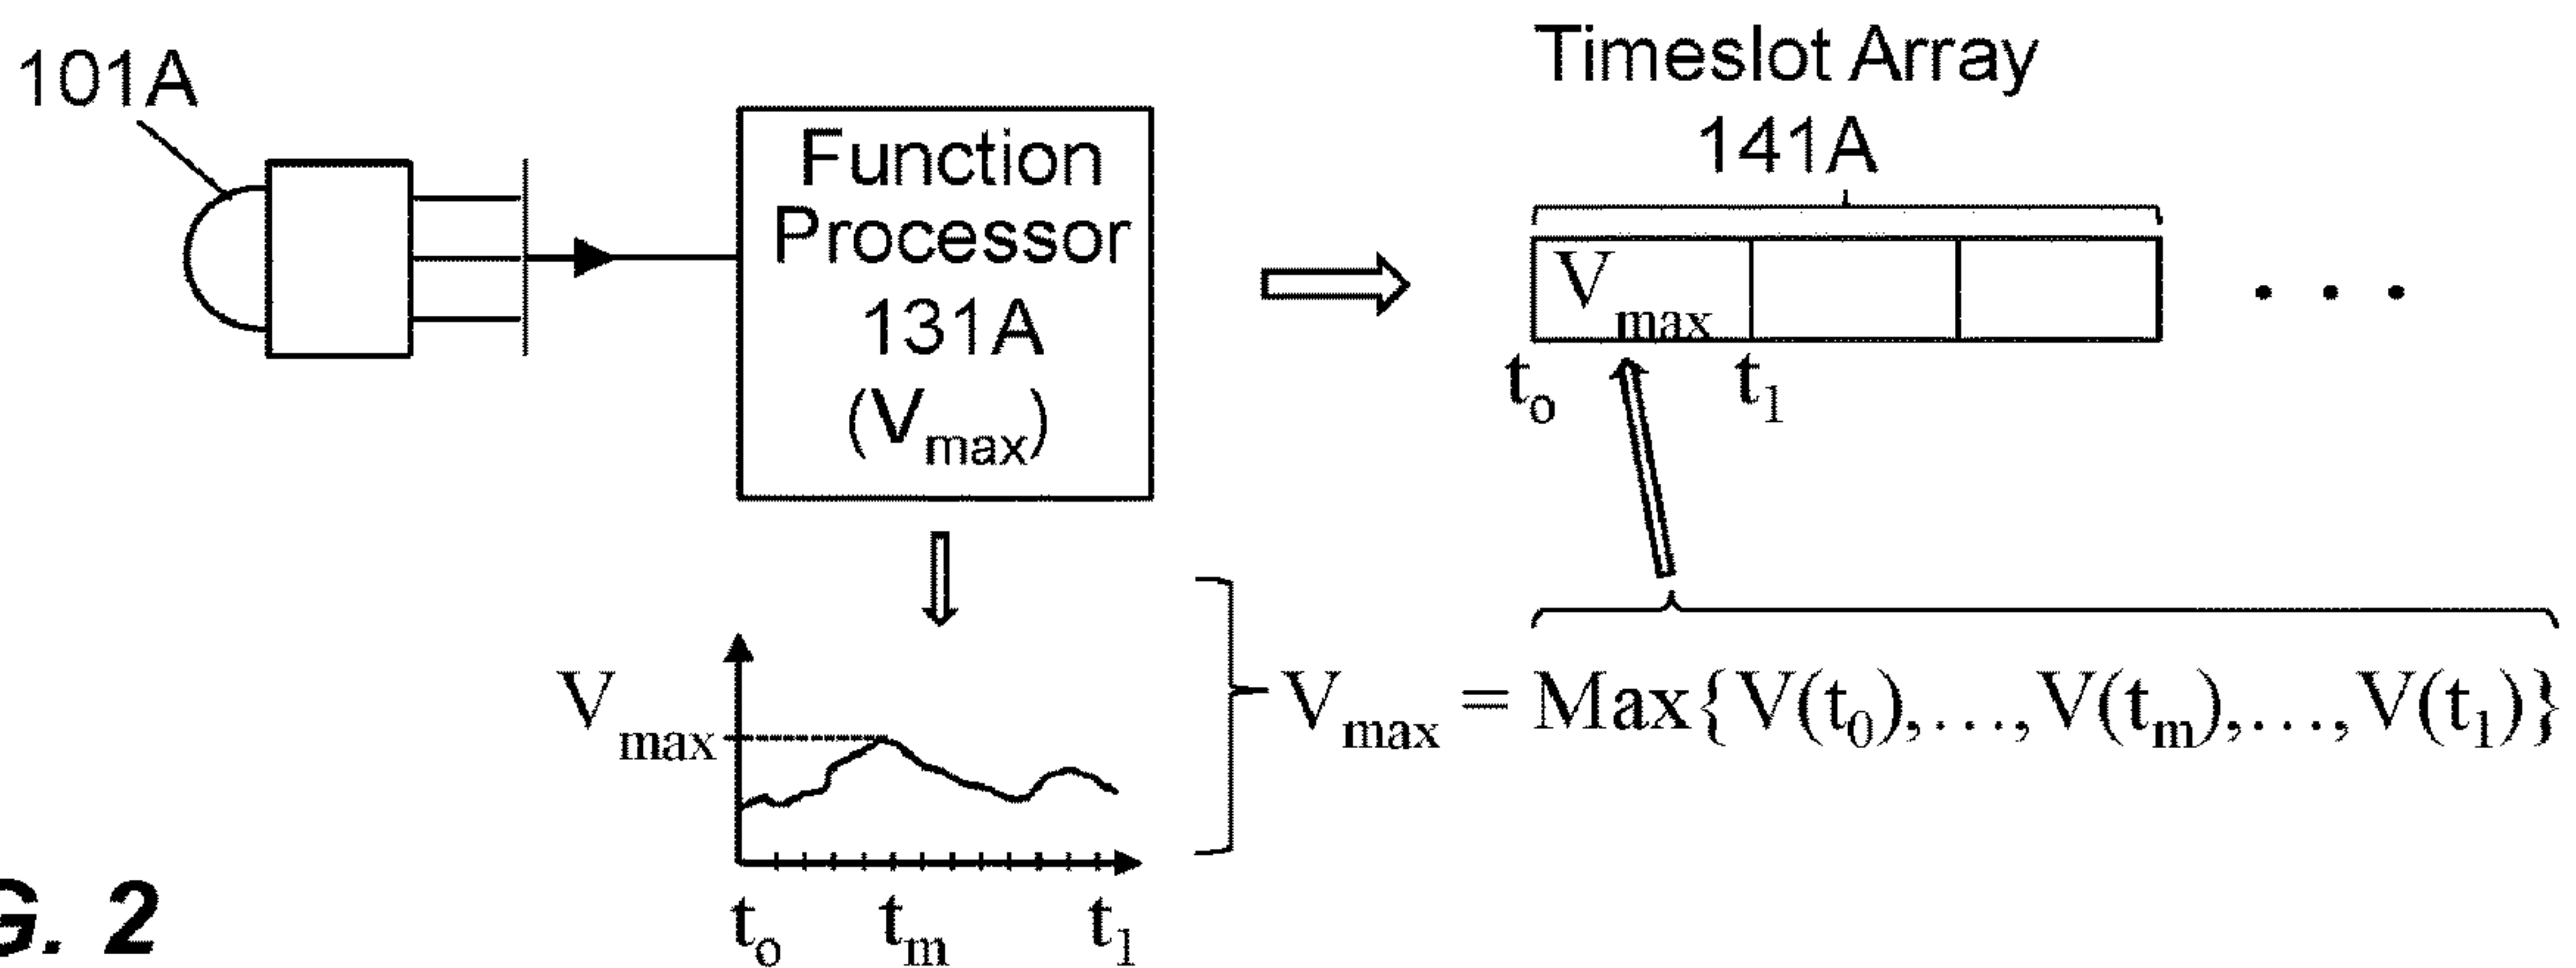 101A
Function
Processor
131A
(Vmax)
Timeslot Array
141A
Vmax
. . .
to t1
Vmax
Vmax = Max{V(t0),...,V(tm),...,V(t1)}
to tm t1
G. 2